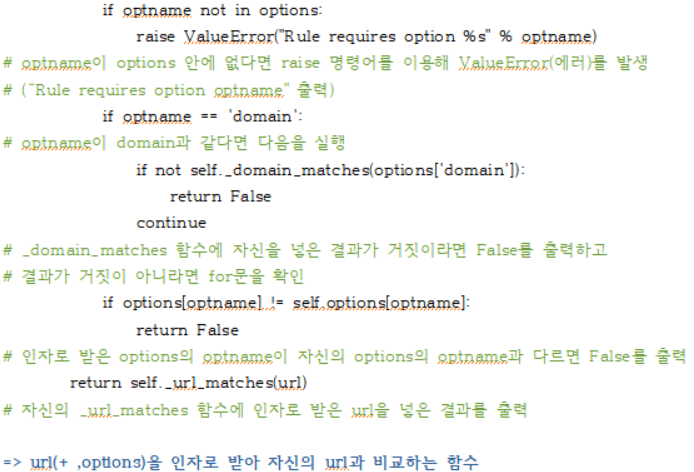 if optname not in options:
raise ValueError("Rule requires option %s" % optname)
# optname이 options 안에 없다면 raise 명령어를 이용해 ValueError(에러)를 발생
# ("Rule requires option optname" 출력)
if optname == 'domain':
# optname이 domain과 같다면 다음을 실행
if not self._domain_matches(options['domain']):
return False
continue
# _domain_matches 함수에 자신을 넣은 결과가 거짓이라면 False를 출력하고
# 결과가 거짓이 아니라면 for문을 확인
if options[optname] != self.options[optname]:
return False
# 인자로 받은 options의 optname이 자신의 options의 optname과 다르면 False를 출력
return self._url_matches(url)
# 자신의 _url_matches 함수에 인자로 받은 url을 넣은 결과를 출력
=> url(+ ,options)을 인자로 받아 자신의 url과 비교하는 함수